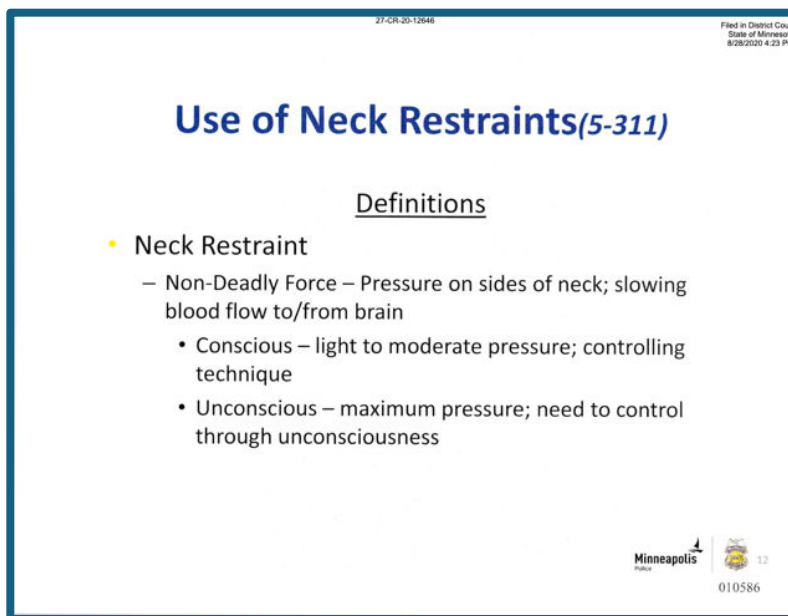 27-CR-20-12646
Filed in District Cou
State of Minnesot
8/28/2020 4:23 P
Use of Neck Restraints(5-311)
Definitions
• Neck Restraint
– Non-Deadly Force – Pressure on sides of neck; slowing
blood flow to/from brain
• Conscious – light to moderate pressure; controlling
technique
• Unconscious – maximum pressure; need to control
through unconsciousness
Minneapolis
Police
12
010586